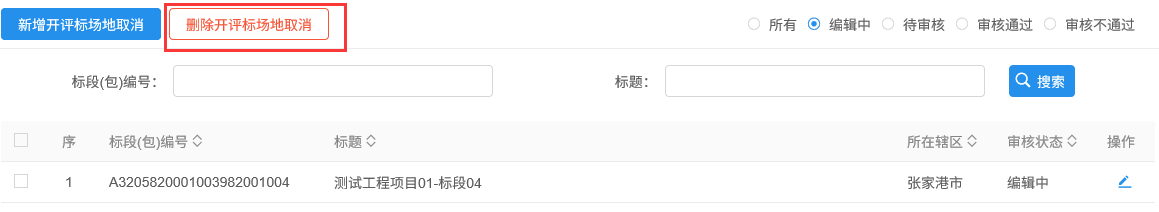 新增开评标场地取消 删除开评标场地取消 所有 编辑中 待审核 审核通过 审核不通过
标段(包)编号： 标题： 搜索
序 标段(包)编号 标题 所在辖区 审核状态 操作
1 A3205820001003982001004 测试工程项目01-标段04 张家港市 编辑中